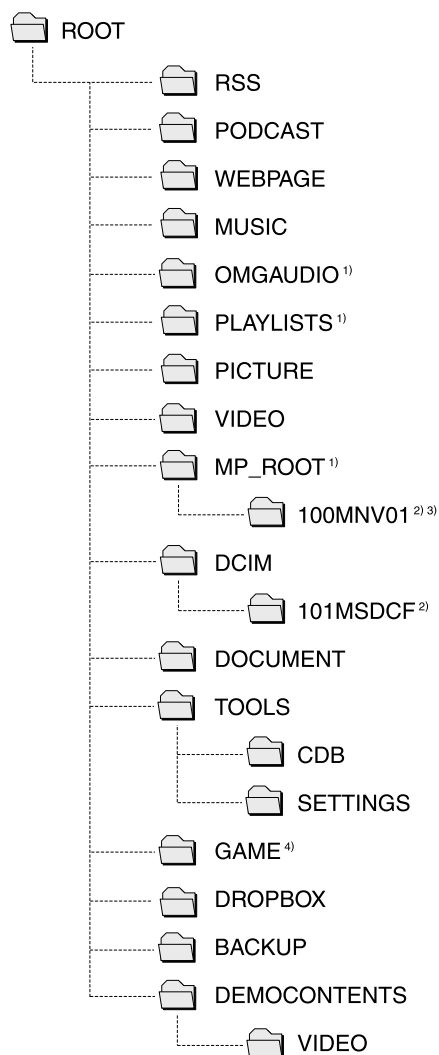 ROOT
RSS
PODCAST
WEBPAGE
MUSIC
OMGAUDIO 1)
PLAYLISTS 1)
PICTURE
VIDEO
MP_ROOT 1)
100MNV01 2) 3)
DCIM
101MSDCF 2)
DOCUMENT
TOOLS
CDB
SETTINGS
GAME 4)
DROPBOX
BACKUP
DEMOCONTENTS
VIDEO